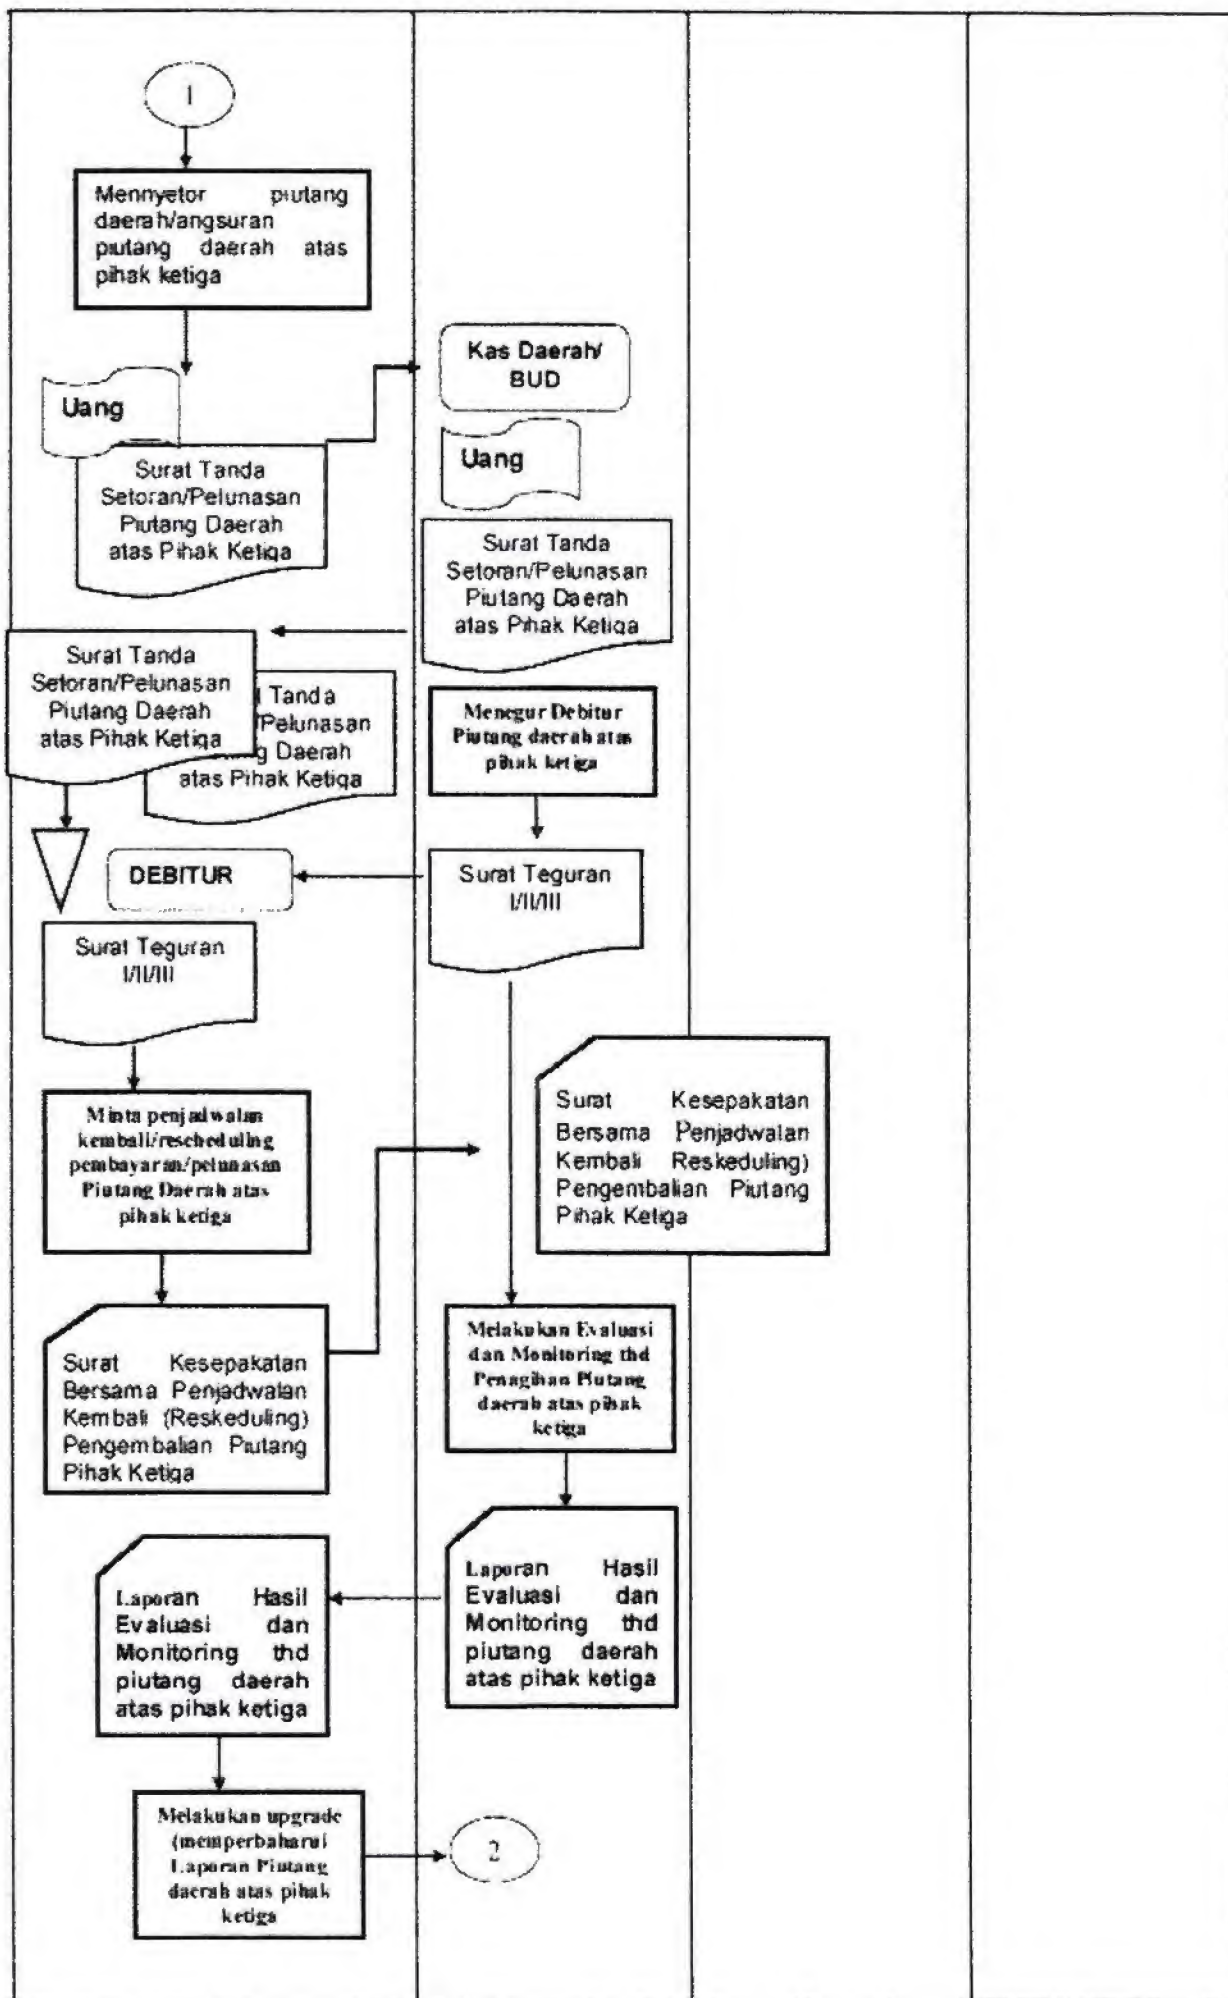 1
Mennyetor piutang
daerah/angsuran
piutang daerah atas
pihak ketiga
Kas Daerah/
BUD
Uang
Surat Tanda
Setoran/Pelunasan
Piutang Daerah
atas Pihak Ketiga
Uang
Surat Tanda
Setoran/Pelunasan
Piutang Daerah
atas Pihak Ketiga
Surat Tanda
Setoran/Pelunasan
Piutang Daerah
atas Pihak Ketiga
Tanda
/Pelunasan
g Daerah
atas Pihak Ketiga
Menegur Debitur
Piutang daerah atas
pihak ketiga
DEBITUR
Surat Teguran
I/II/III
Surat Teguran
I/II/III
Minta penjadwalan
kembali/rescheduling
pembayaran/pelunasan
Piutang Daerah atas
pihak ketiga
Surat Kesepakatan
Bersama Penjadwalan
Kembali Reskeduling)
Pengembalian Piutang
Pihak Ketiga
Surat Kesepakatan
Bersama Penjadwalan
Kembali (Reskeduling)
Pengembalian Piutang
Pihak Ketiga
Melakukan Evaluasi
dan Monitoring thd
Penagihan Piutang
daerah atas pihak
ketiga
Laporan Hasil
Evaluasi dan
Monitoring thd
piutang daerah
atas pihak ketiga
Laporan Hasil
Evaluasi dan
Monitoring thd
piutang daerah
atas pihak ketiga
Melakukan upgrade
(memperbaharui
Laporan Piutang
daerah atas pihak
ketiga
2